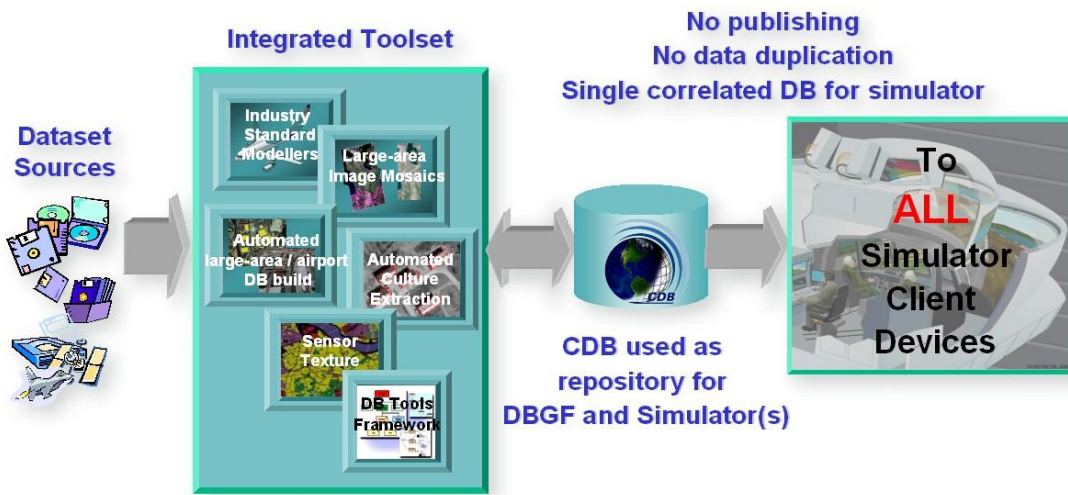 Dataset
Sources
Integrated Toolset
Industry
Standard
Modellers
Large-area
Image Mosaics
Automated
large-area / airport
DB build
Automated
Culture
Extraction
Sensor
Texture
DB Tools
Framework
No publishing
No data duplication
Single correlated DB for simulator
CDB
CDB used as
repository for
DBGF and Simulator(s)
To
ALL
Simulator
Client
Devices